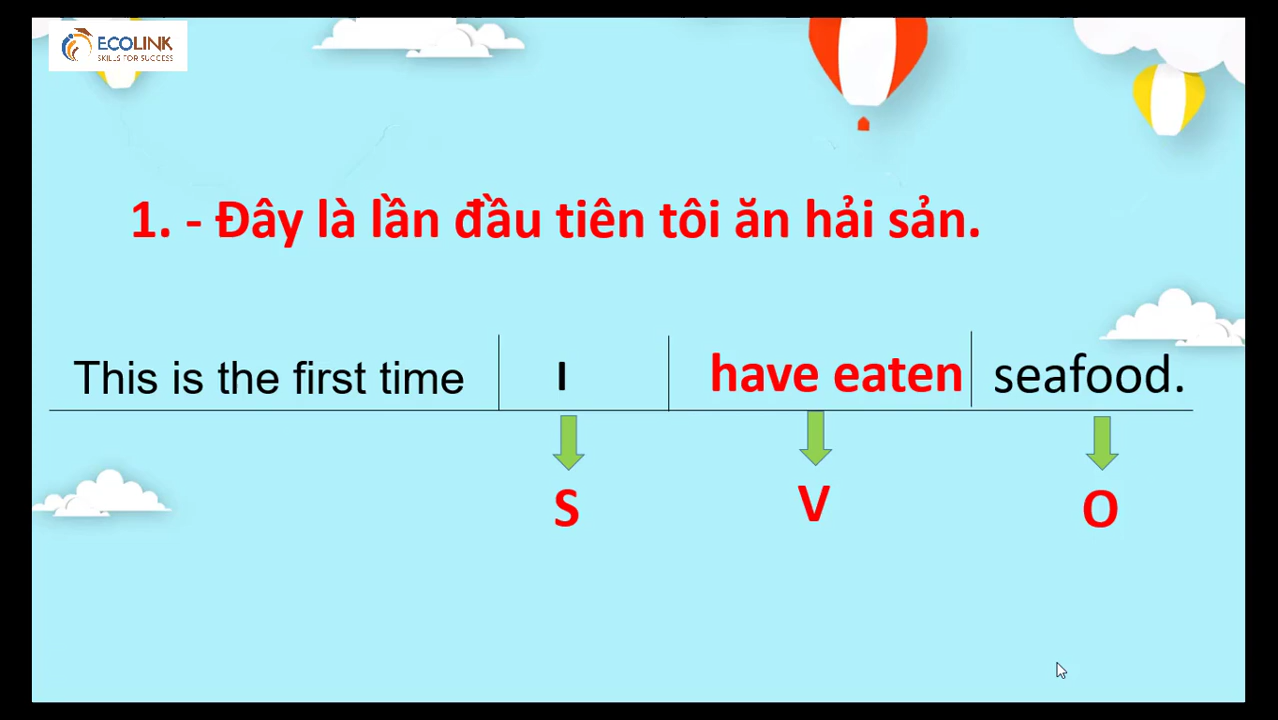 ECOLINK
SKILLS FOR SUCCESS
1. - Đây là lần đầu tiên tôi ăn hải sản.
This is the first time I have eaten seafood.
S V O